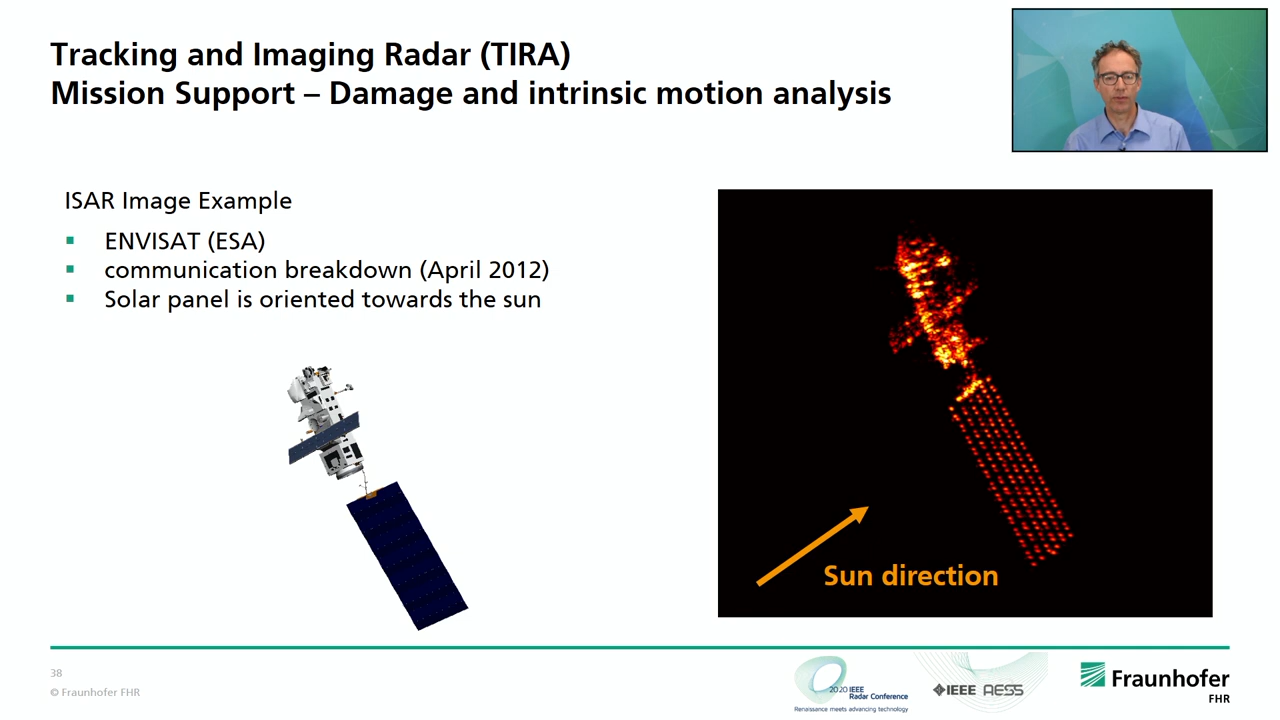 Tracking and Imaging Radar (TIRA)
Mission Support – Damage and intrinsic motion analysis
ISAR Image Example
▪ ENVISAT (ESA)
▪ communication breakdown (April 2012)
▪ Solar panel is oriented towards the sun
Sun direction
38
© Fraunhofer FHR
2020 IEEE
Radar Conference
Renaissance meets advancing technology
IEEE AESS
Fraunhofer
FHR